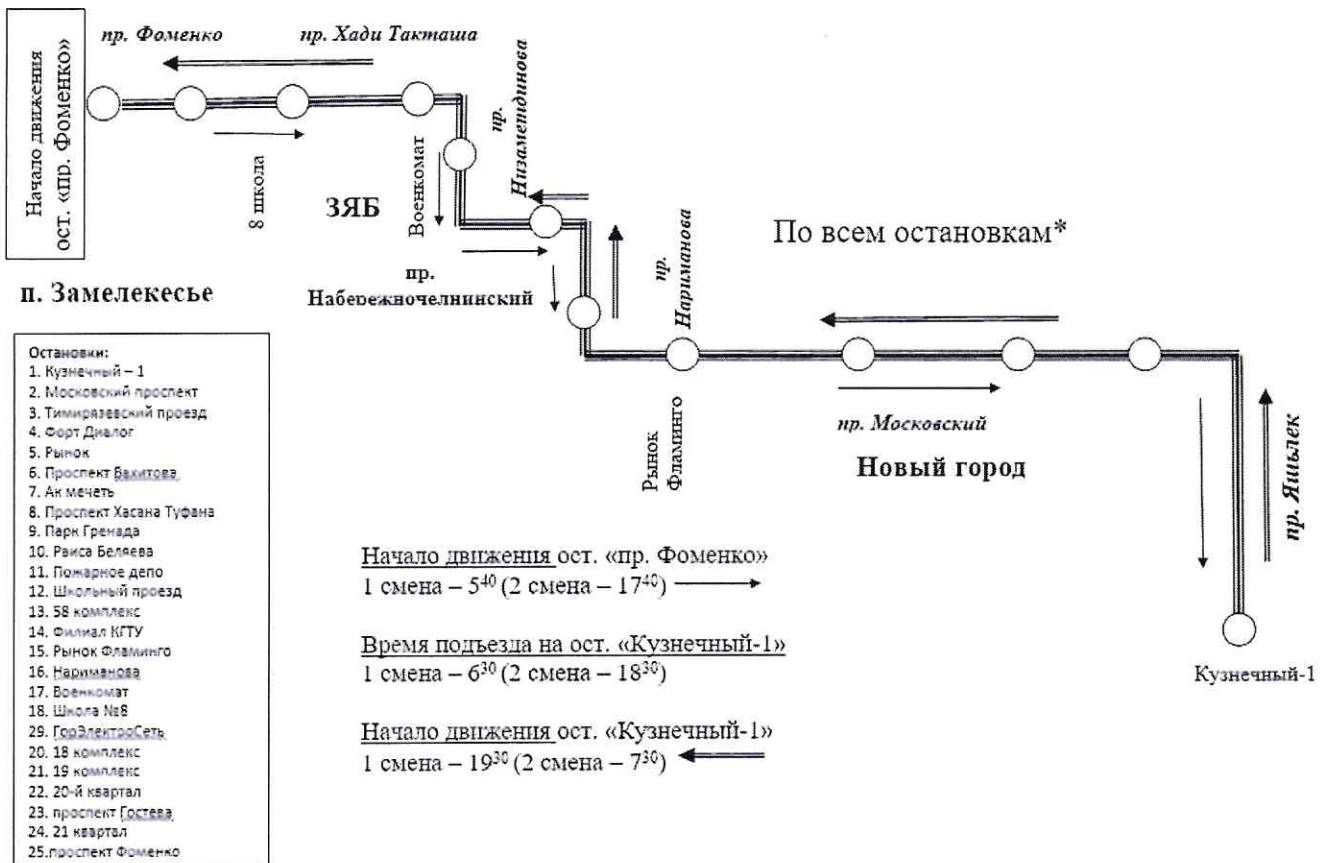 Начало движения
ост. «пр. Фоменко»
пр. Фоменко
пр. Хади Такташа
8 школа
ЗЯБ
Военкомат
пр.
Низаметдинова
пр.
Набережночелнинский
пр.
Нариманова
По всем остановкам*
п. Замелекесье
Рынок
Фламинго
пр. Московский
Новый город
пр. Яшьлек
Кузнечный-1
Остановки:
1. Кузнечный – 1
2. Московский проспект
3. Тимирязевский проезд
4. Форт Диалог
5. Рынок
6. Проспект Вахитова
7. Ак мечеть
8. Проспект Хасана Туфана
9. Парк Гренада
10. Раиса Беляева
11. Пожарное депо
12. Школьный проезд
13. 58 комплекс
14. Филиал КГТУ
15. Рынок Фламинго
16. Нариманова
17. Военкомат
18. Школа №8
29. ГорЭлектроСеть
20. 18 комплекс
21. 19 комплекс
22. 20-й квартал
23. проспект Гостева
24. 21 квартал
25.проспект Фоменко
Начало движения ост. «пр. Фоменко»
1 смена – 5⁴⁰ (2 смена – 17⁴⁰)
Время подъезда на ост. «Кузнечный-1»
1 смена – 6³⁰ (2 смена – 18³⁰)
Начало движения ост. «Кузнечный-1»
1 смена – 19³⁰ (2 смена – 7³⁰)